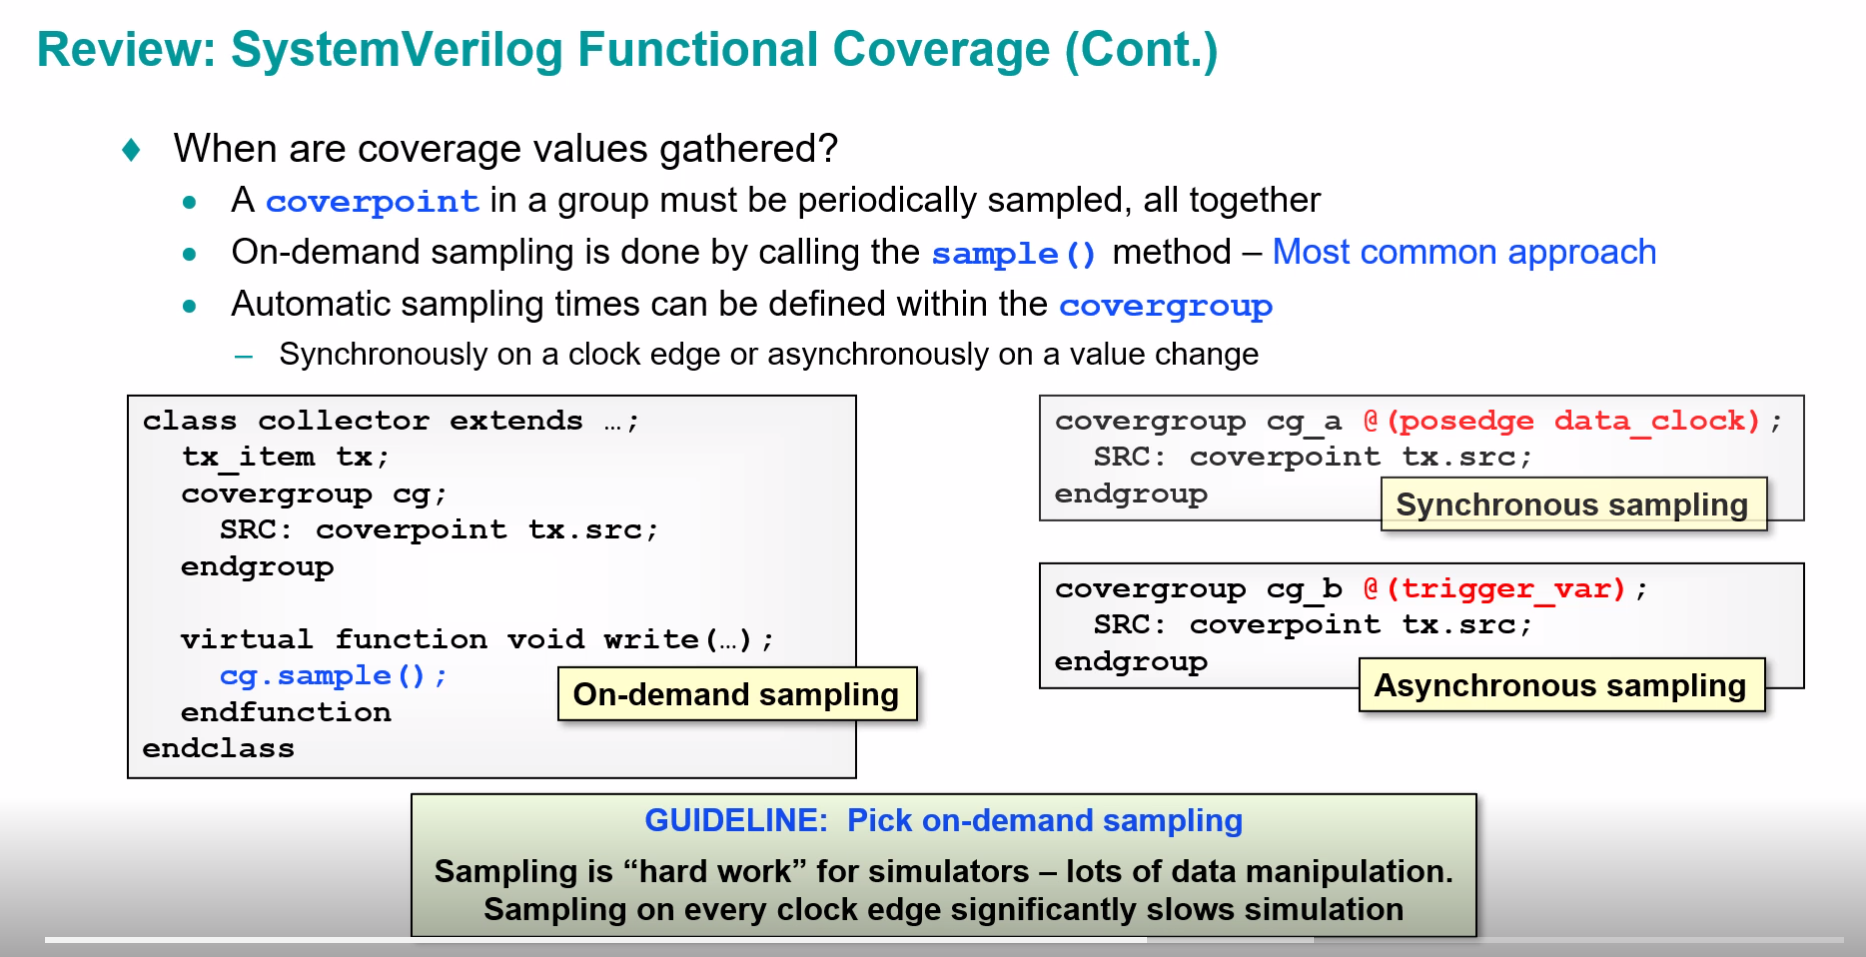 Review: SystemVerilog Functional Coverage (Cont.)
When are coverage values gathered?
A coverpoint in a group must be periodically sampled, all together
On-demand sampling is done by calling the sample() method – Most common approach
Automatic sampling times can be defined within the covergroup
– Synchronously on a clock edge or asynchronously on a value change
class collector extends …;
tx_item tx;
covergroup cg;
SRC: coverpoint tx.src;
endgroup
virtual function void write(…);
cg.sample();
endfunction
endclass
On-demand sampling
covergroup cg_a @(posedge data_clock);
SRC: coverpoint tx.src;
endgroup
Synchronous sampling
covergroup cg_b @(trigger_var);
SRC: coverpoint tx.src;
endgroup
Asynchronous sampling
GUIDELINE: Pick on-demand sampling
Sampling is “hard work” for simulators – lots of data manipulation.
Sampling on every clock edge significantly slows simulation